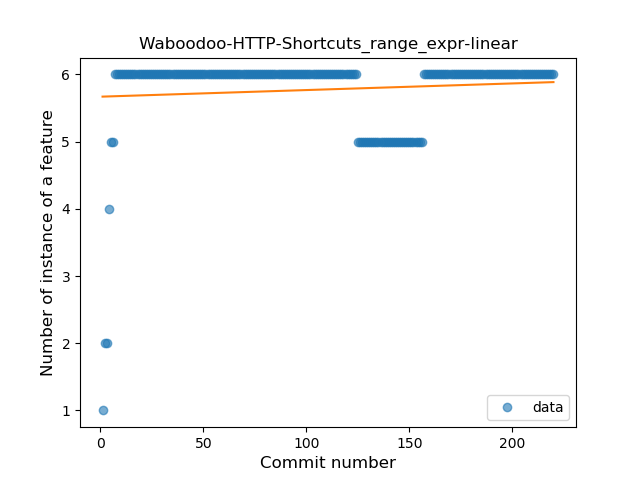 Waboodoo-HTTP-Shortcuts_range_expr-linear
Number of instance of a feature
6
5
4
3
2
1
0
50
100
150
200
Commit number
data